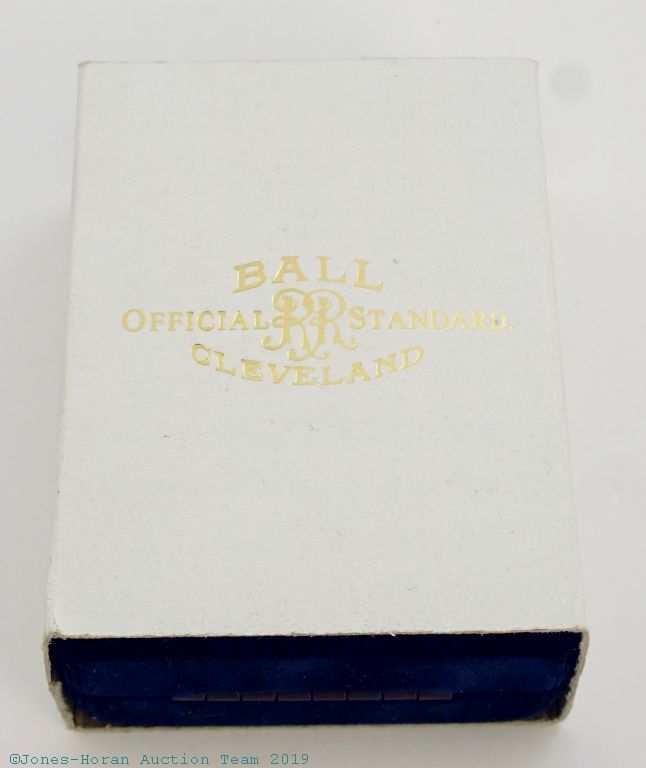 BALL
OFFICIAL RR STANDARD.
CLEVELAND
©Jones-Horan Auction Team 2019